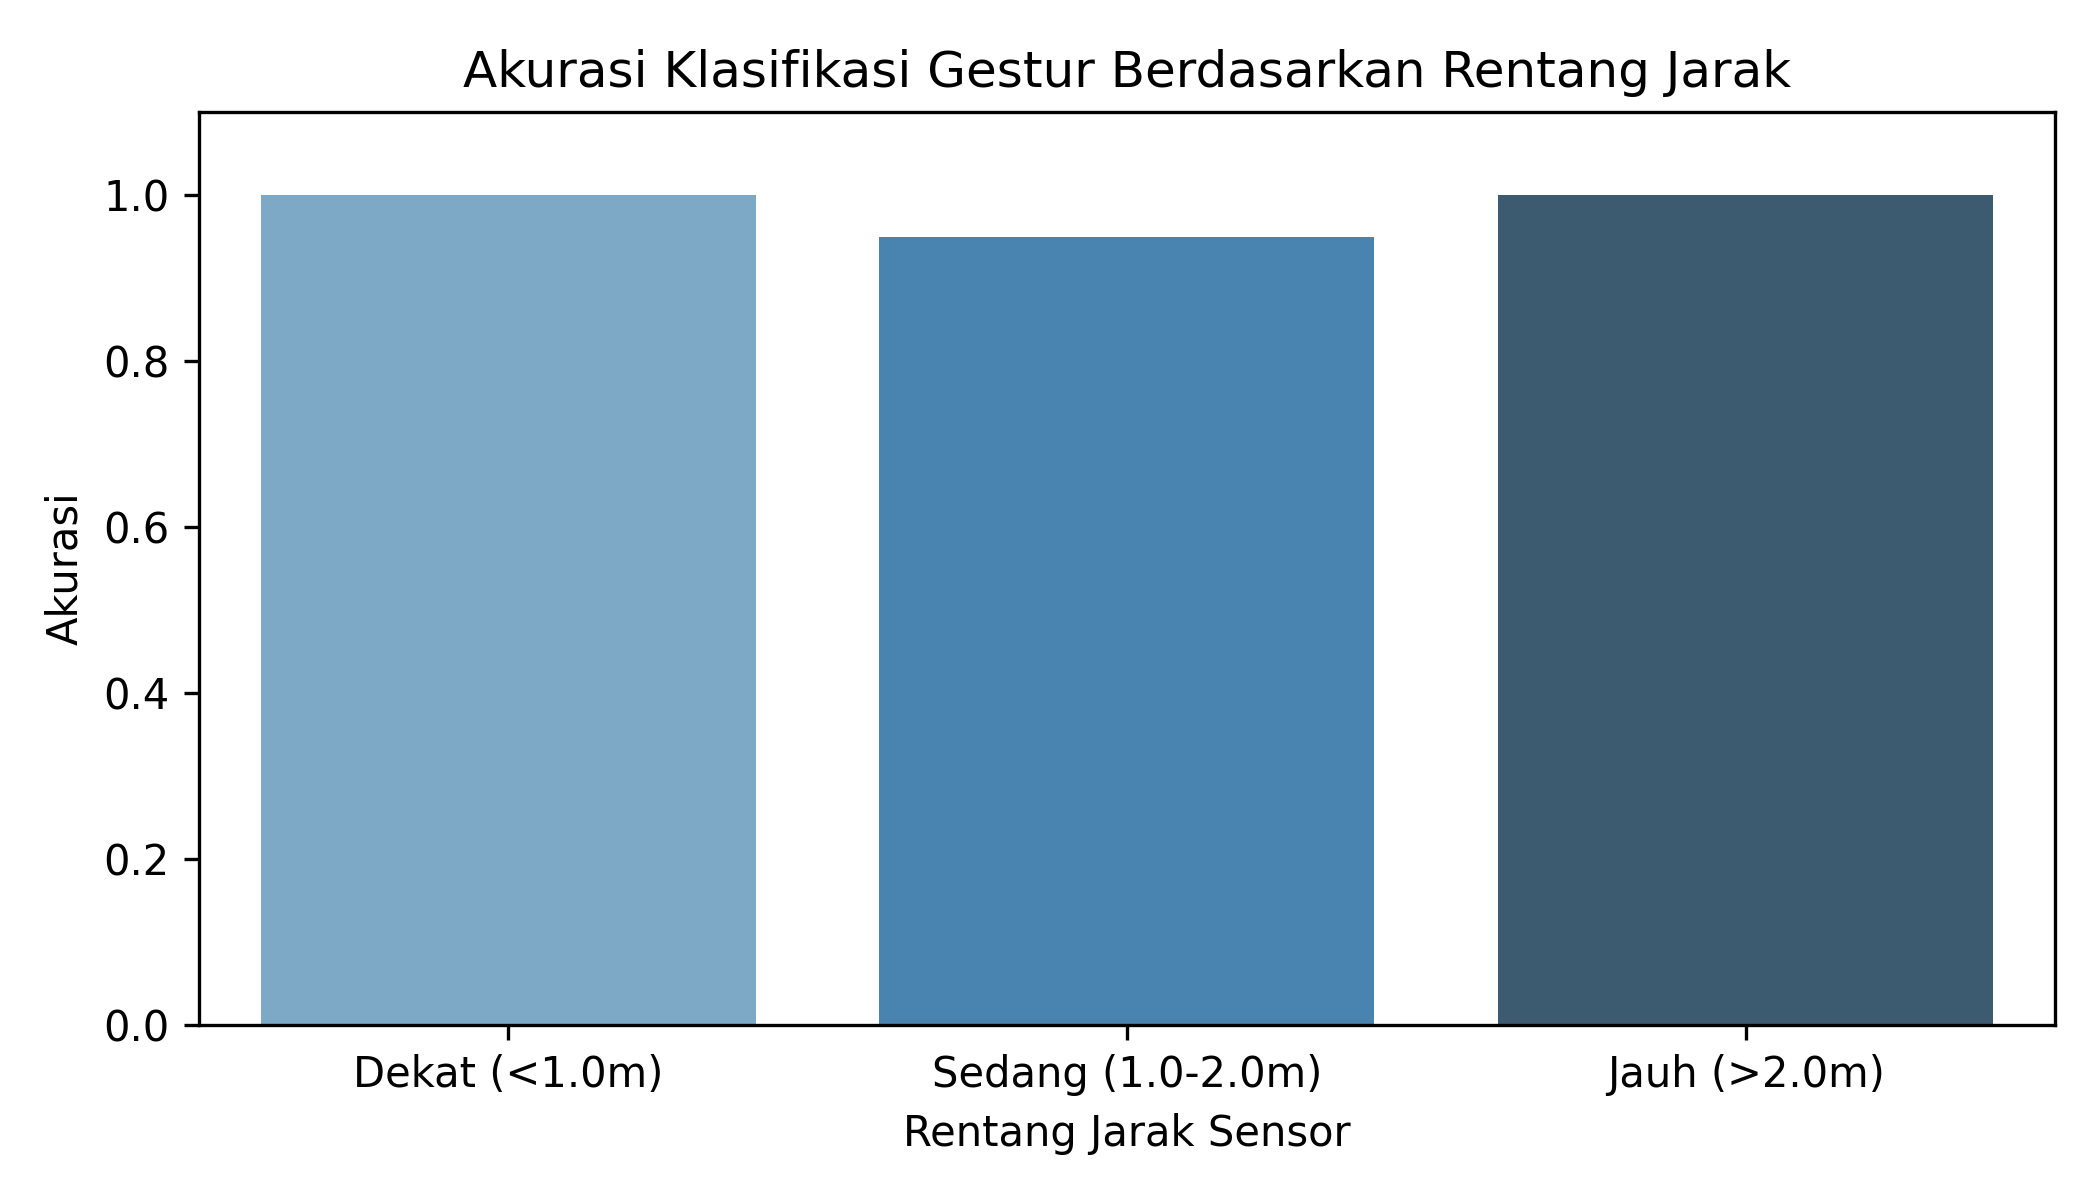 Akurasi Klasifikasi Gestur Berdasarkan Rentang Jarak
Akurasi
1.0
0.8
0.6
0.4
0.2
0.0
Dekat (<1.0m)
Sedang (1.0-2.0m)
Jauh (>2.0m)
Rentang Jarak Sensor